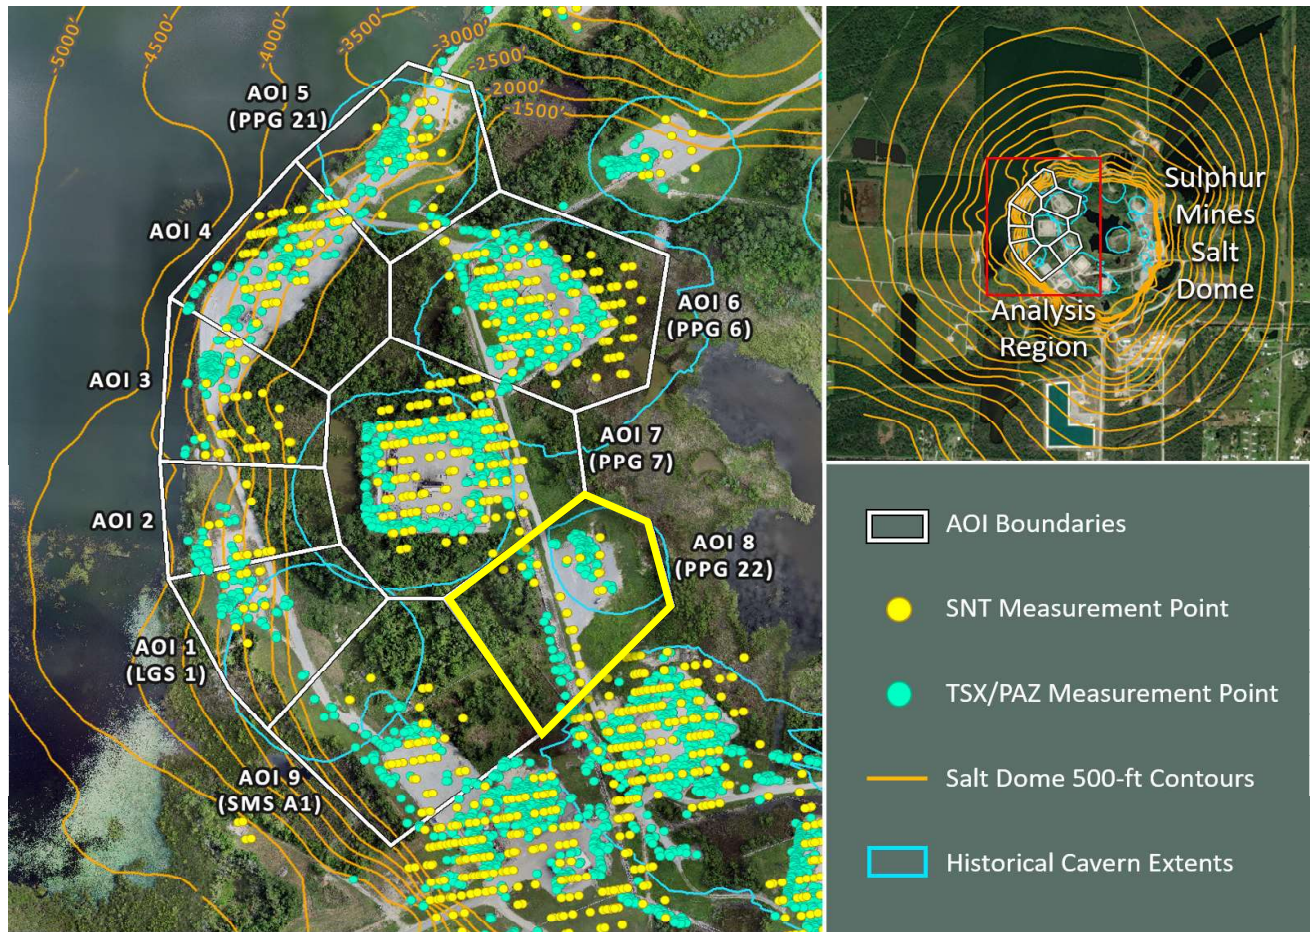 -5000'
-4500'
-4000'
-3500'
-3000'
-2500'
-2000'
-1500'
AOI 5
(PPG 21)
AOI 4
AOI 3
AOI 2
AOI 1
(LGS 1)
AOI 6
(PPG 6)
AOI 7
(PPG 7)
AOI 8
(PPG 22)
AOI 9
(SMS A1)
Sulphur
Mines
Salt
Dome
Analysis
Region
AOI Boundaries
SNT Measurement Point
TSX/PAZ Measurement Point
Salt Dome 500-ft Contours
Historical Cavern Extents